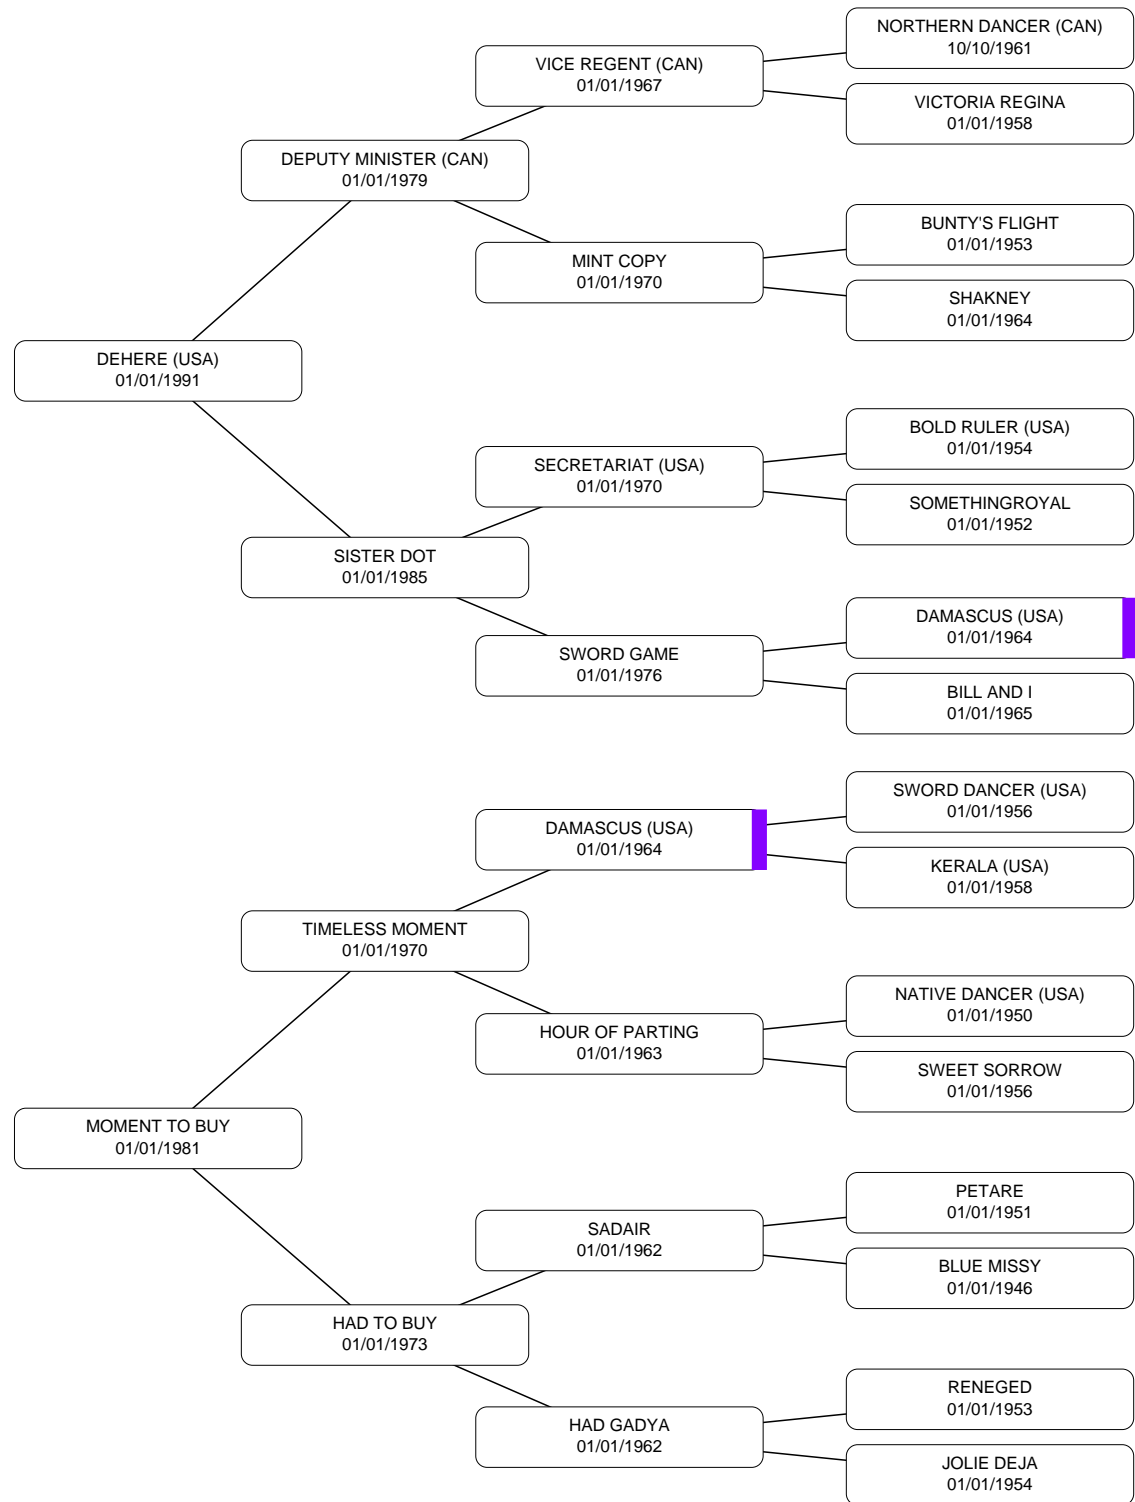 NORTHERN DANCER (CAN)
10/10/1961
VICE REGENT (CAN)
01/01/1967
VICTORIA REGINA
01/01/1958
DEPUTY MINISTER (CAN)
01/01/1979
BUNTY'S FLIGHT
01/01/1953
MINT COPY
01/01/1970
SHAKNEY
01/01/1964
DEHERE (USA)
01/01/1991
BOLD RULER (USA)
01/01/1954
SECRETARIAT (USA)
01/01/1970
SOMETHINGROYAL
01/01/1952
SISTER DOT
01/01/1985
DAMASCUS (USA)
01/01/1964
SWORD GAME
01/01/1976
BILL AND I
01/01/1965
SWORD DANCER (USA)
01/01/1956
DAMASCUS (USA)
01/01/1964
KERALA (USA)
01/01/1958
TIMELESS MOMENT
01/01/1970
NATIVE DANCER (USA)
01/01/1950
HOUR OF PARTING
01/01/1963
SWEET SORROW
01/01/1956
MOMENT TO BUY
01/01/1981
PETARE
01/01/1951
SADAIR
01/01/1962
BLUE MISSY
01/01/1946
HAD TO BUY
01/01/1973
RENEGED
01/01/1953
HAD GADYA
01/01/1962
JOLIE DEJA
01/01/1954